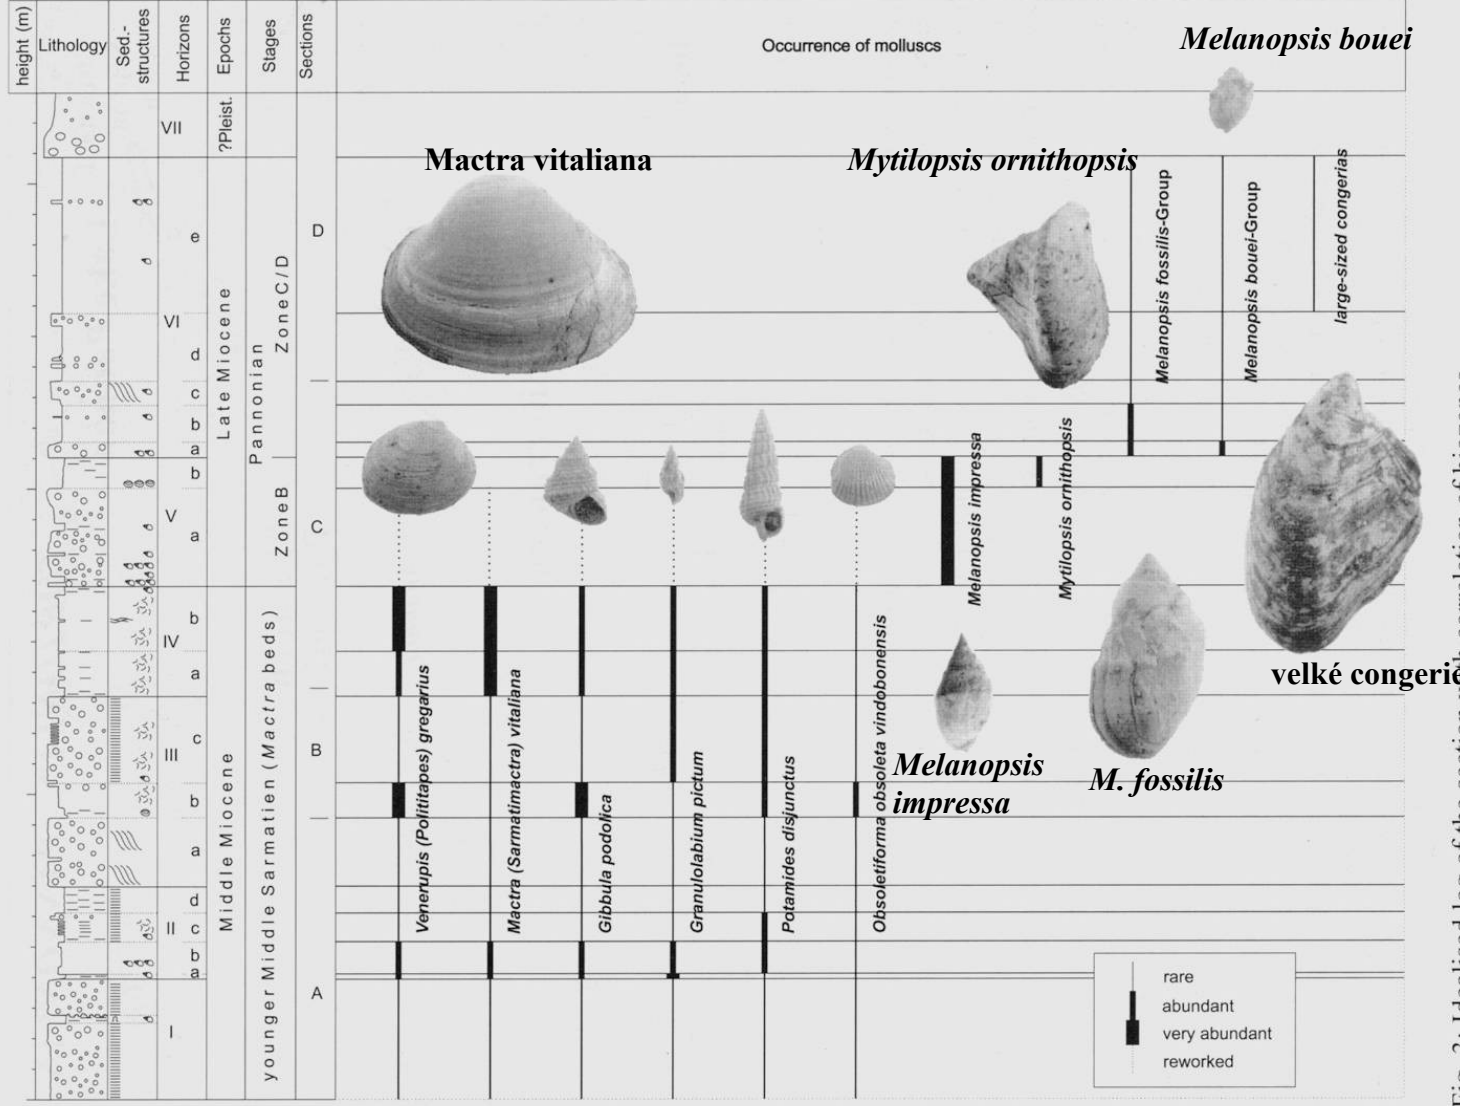 height (m)
Lithology
Sed.-
structures
Horizons
Epochs
Stages
Sections
Occurrence of molluscs
Melanopsis bouei
VII
?Pleist.
Mactra vitaliana
Mytilopsis ornithopsis
Melanopsis fossilis-Group
Melanopsis bouei-Group
large-sized congerias
e
VI
d
c
b
a
Late Miocene
Pannonian
Zone C/D
D
b
V
a
Zone B
C
Melanopsis impressa
Mytilopsis ornithopsis
b
IV
a
III
c
b
a
Middle Miocene
younger Middle Sarmatien (Mactra beds)
B
Venerupis (Polititapes) gregarius
Mactra (Sarmatimactra) vitaliana
Gibbula podolica
Granulolabium pictum
Potamides disjunctus
Obsoletiforma obsoleta vindobonensis
Melanopsis
impressa
M. fossilis
velké congerie
d
II
c
b
a
A
I
rare
abundant
very abundant
reworked